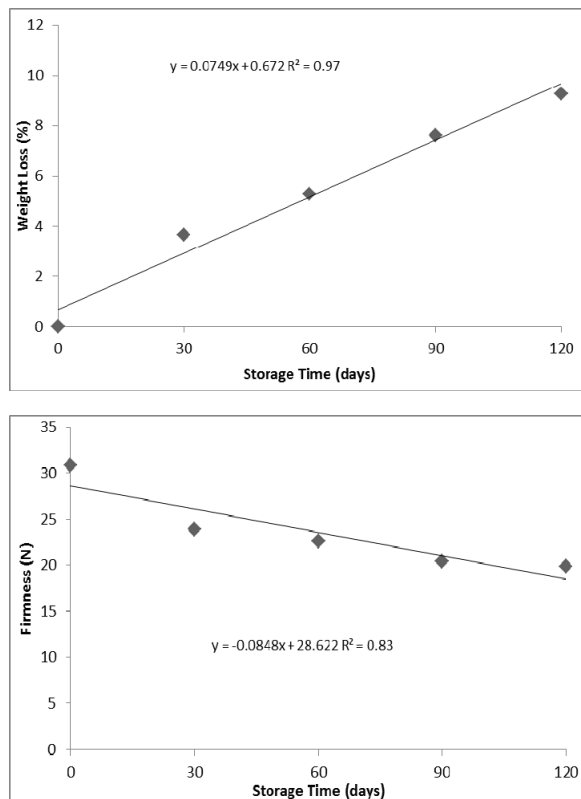 12
10
8
6
4
2
0
Weight Loss (%)
y = 0.0749x + 0.672 R² = 0.97
0 30 60 90 120
Storage Time (days)
35
30
25
20
15
10
5
0
Firmness (N)
y = -0.0848x + 28.622 R² = 0.83
0 30 60 90 120
Storage Time (days)